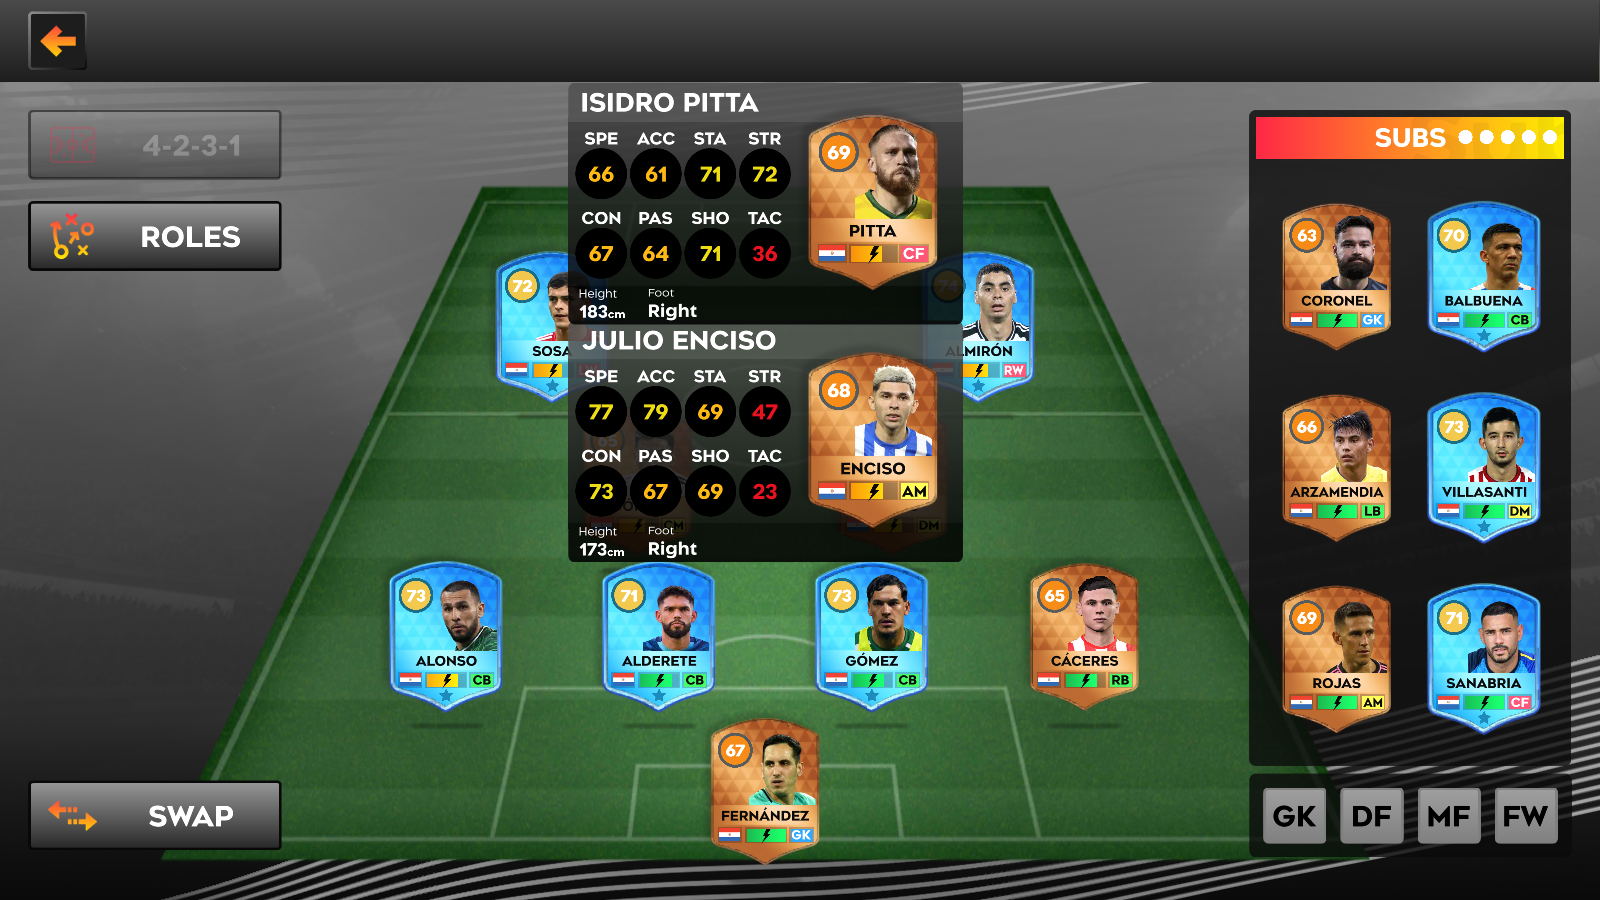 4-2-3-1
ROLES
SWAP
ISIDRO PITTA
SPE ACC STA STR
66 61 71 72
CON PAS SHO TAC
67 64 71 36
Height Foot
183cm Right
69
PITTA
CF
JULIO ENCISO
SPE ACC STA STR
77 79 69 47
CON PAS SHO TAC
73 67 69 23
Height Foot
173cm Right
68
ENCISO
AM
72
SOSA
ALMIRÓN
RW
CM
DM
73
ALONSO
CB
71
ALDERETE
CB
73
GÓMEZ
CB
65
CÁCERES
RB
67
FERNÁNDEZ
GK
SUBS
63
CORONEL
GK
70
BALBUENA
CB
66
ARZAMENDIA
LB
73
VILLASANTI
DM
69
ROJAS
AM
71
SANABRIA
CF
GK DF MF FW